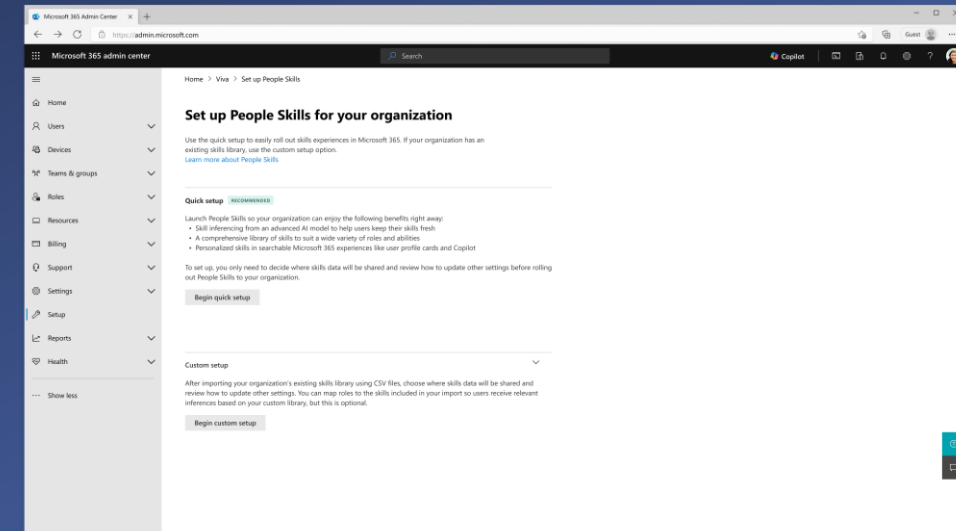 Microsoft 365 Admin Center
https://admin.microsoft.com
Guest
Microsoft 365 admin center
Search
Copilot
Home > Viva > Set up People Skills
Home
Users
Devices
Teams & groups
Roles
Resources
Billing
Support
Settings
Setup
Reports
Health
Show less
Set up People Skills for your organization
Use the quick setup to easily roll out skills experiences in Microsoft 365. If your organization has an
existing skills library, use the custom setup option.
Learn more about People Skills
Quick setup RECOMMENDED
Launch People Skills so your organization can enjoy the following benefits right away:
• Skill inferencing from an advanced AI model to help users keep their skills fresh
• A comprehensive library of skills to suit a wide variety of roles and abilities
• Personalized skills in searchable Microsoft 365 experiences like user profile cards and Copilot
To set up, you only need to decide where skills data will be shared and review how to update other settings before rolling
out People Skills to your organization.
Begin quick setup
Custom setup
After importing your organization's existing skills library using CSV files, choose where skills data will be shared and
review how to update other settings. You can map roles to the skills included in your import so users receive relevant
inferences based on your custom library, but this is optional.
Begin custom setup